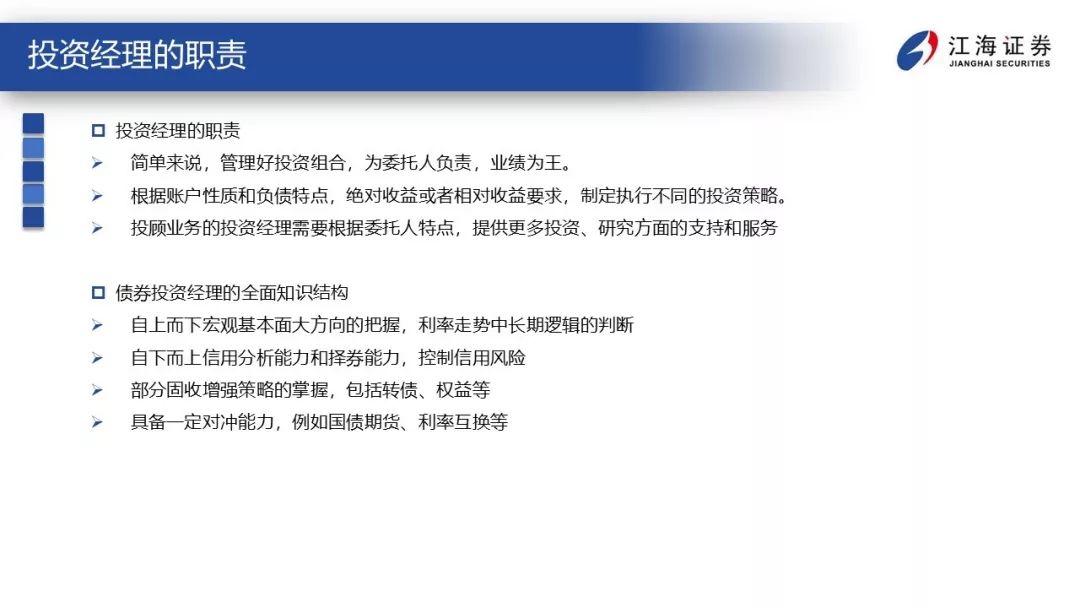 投资经理的职责
江海证券
JIANGHAI SECURITIES
投资经理的职责
简单来说，管理好投资组合，为委托人负责，业绩为王。
根据账户性质和负债特点，绝对收益或者相对收益要求，制定执行不同的投资策略。
投顾业务的投资经理需要根据委托人特点，提供更多投资、研究方面的支持和服务
债券投资经理的全面知识结构
自上而下宏观基本面大方向的把握，利率走势中长期逻辑的判断
自下而上信用分析能力和择券能力，控制信用风险
部分固收增强策略的掌握，包括转债、权益等
具备一定对冲能力，例如国债期货、利率互换等